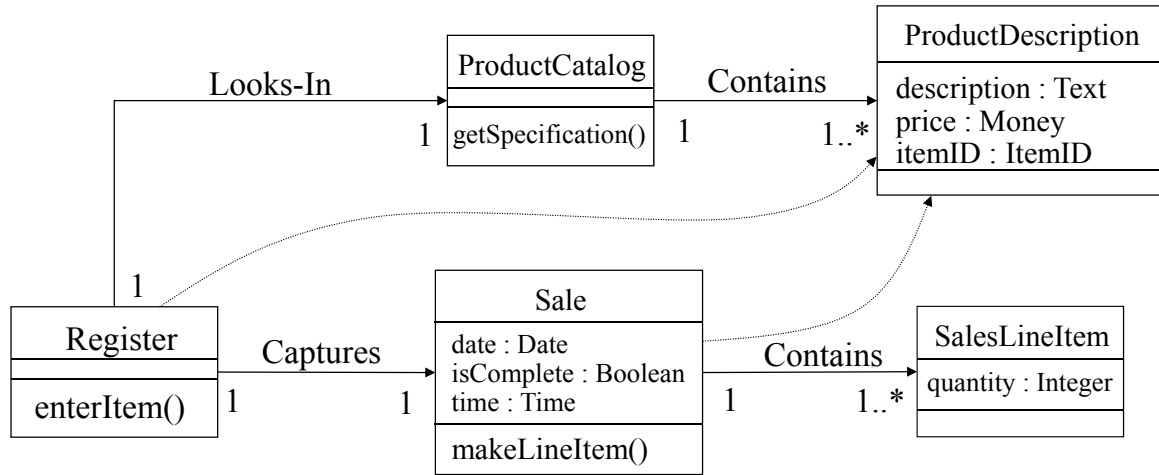 ProductDescription
description : Text
price : Money
itemID : ItemID
ProductCatalog
getSpecification()
Looks-In
Contains
1
1
1..*
1
Register
enterItem()
Captures
1
1
Sale
date : Date
isComplete : Boolean
time : Time
makeLineItem()
Contains
1
1..*
SalesLineItem
quantity : Integer